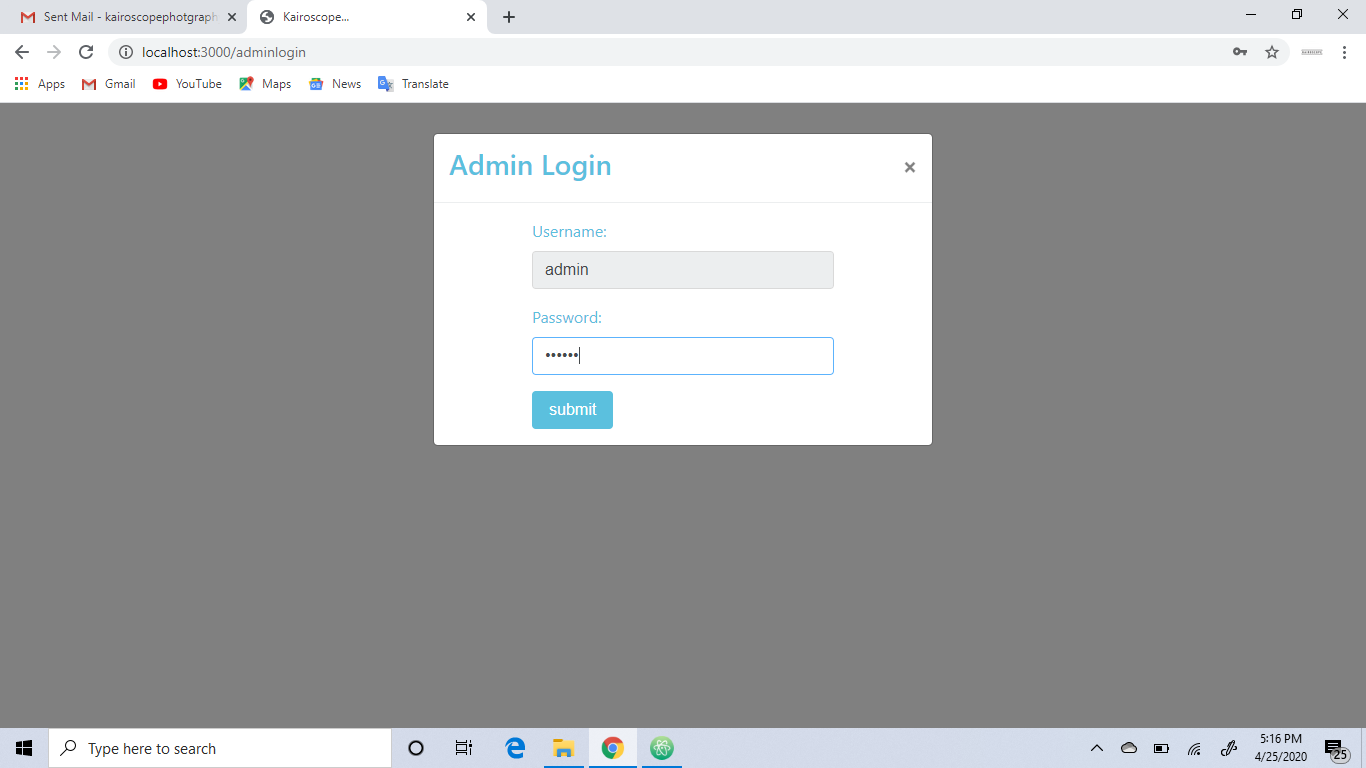 Sent Mail - kairoscopephotgraph
Kairoscope...
localhost:3000/adminlogin
Apps
Gmail
YouTube
Maps
News
Translate
Admin Login
×
Username:
admin
Password:
••••••
submit
Type here to search
5:16 PM
4/25/2020
25